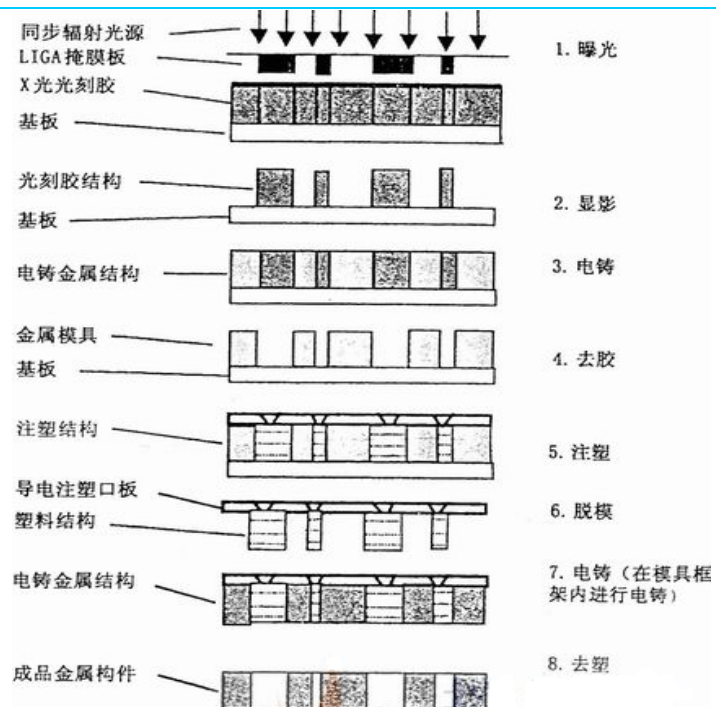 同步辐射光源
LIGA掩膜板
X光光刻胶
基板
1. 曝光
光刻胶结构
基板
2. 显影
电铸金属结构
3. 电铸
金属模具
基板
4. 去胶
注塑结构
5. 注塑
导电注塑口板
塑料结构
6. 脱模
电铸金属结构
7. 电铸（在模具框
架内进行电铸）
成品金属构件
8. 去塑